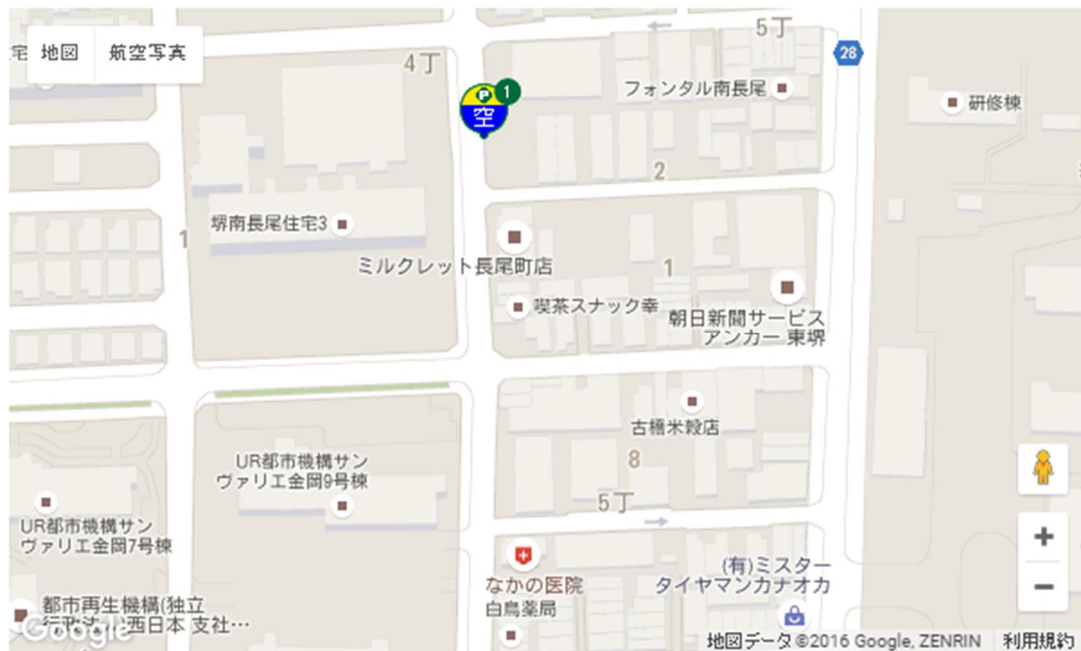 宅
地図
航空写真
4丁
5丁
28
フォンタル南長尾
研修棟
P
1
空
2
堺南長尾住宅3
1
ミルクレット長尾町店
1
喫茶スナック幸
朝日新聞サービス
アンカー 東堺
古橋米穀店
8
UR都市機構サン
ヴァリエ金岡9号棟
5丁
UR都市機構サン
ヴァリエ金岡7号棟
(有)ミスター
タイヤマンカナオカ
なかの医院
白鳥薬局
都市再生機構(独立
西日本 支社…
Google
地図データ ©2016 Google, ZENRIN
利用規約